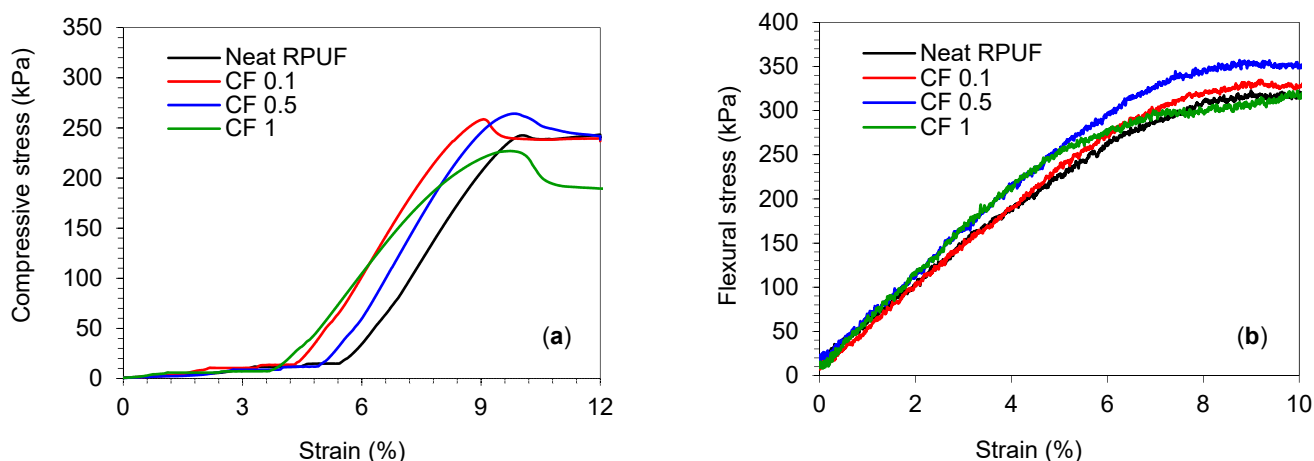 350
300
250
200
150
100
50
0
Compressive stress (kPa)
Neat RPUF
CF 0.1
CF 0.5
CF 1
(a)
0 3 6 9 12
Strain (%)
400
350
300
250
200
150
100
50
0
Flexural stress (kPa)
Neat RPUF
CF 0.1
CF 0.5
CF 1
(b)
0 2 4 6 8 10
Strain (%)